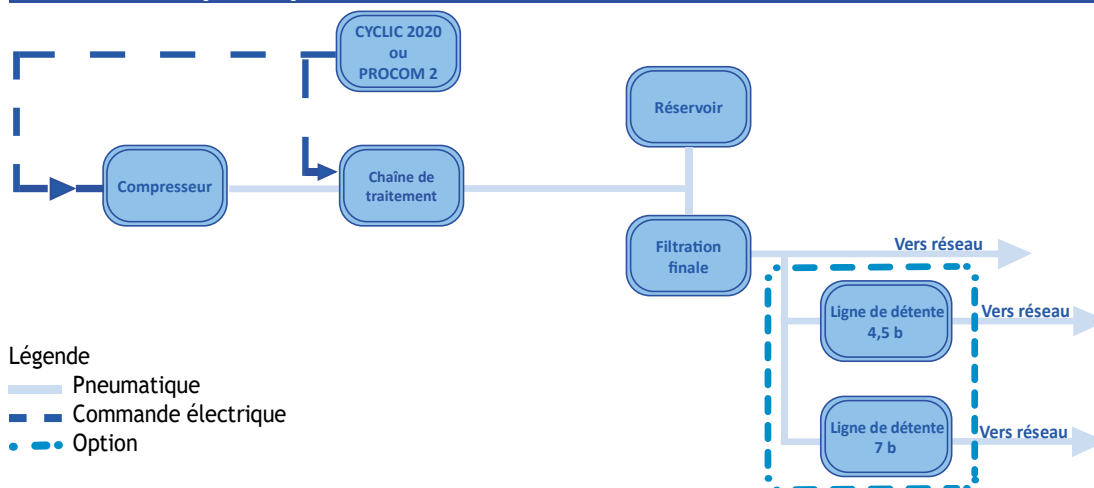 CYCLIC 2020
ou
PROCOM 2
Réservoir
Compresseur
Chaîne de
traitement
Filtration
finale
Vers réseau
Ligne de détente
4,5 b
Vers réseau
Ligne de détente
7 b
Vers réseau
Légende
Pneumatique
Commande électrique
Option